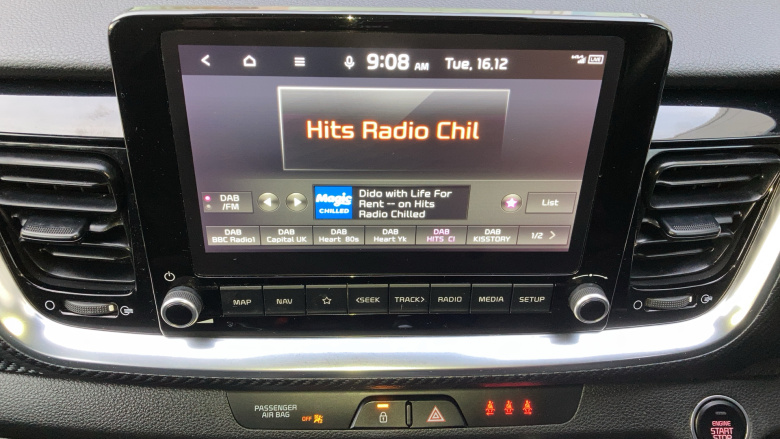 9:08 AM Tue, 16.12
LIVE
Hits Radio Chil
DAB
/FM
Magic
CHILLED
Dido with Life For
Rent -- on Hits
Radio Chilled
List
DAB
BBC Radio1
DAB
Capital UK
DAB
Heart 80s
DAB
Heart Yk
DAB
HITS Cl
DAB
KISSTORY
1/2
MAP NAV <SEEK TRACK> RADIO MEDIA SETUP
PASSENGER
AIR BAG
OFF
ENGINE
START
STOP